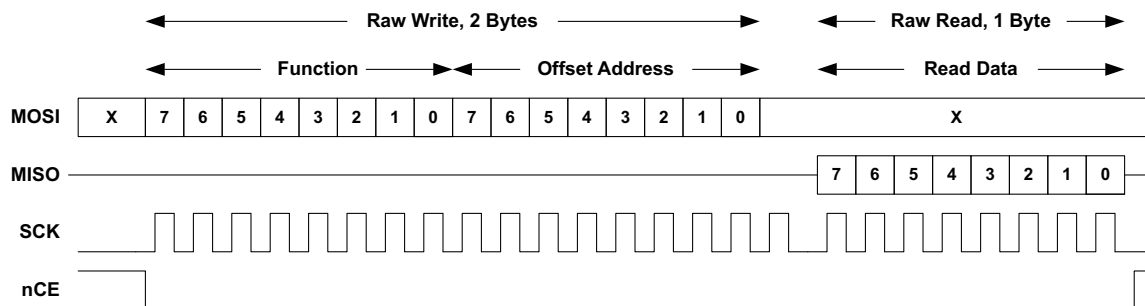 Raw Write, 2 Bytes Raw Read, 1 Byte
Function Offset Address Read Data
MOSI X 7 6 5 4 3 2 1 0 7 6 5 4 3 2 1 0 X
MISO 7 6 5 4 3 2 1 0
SCK
nCE